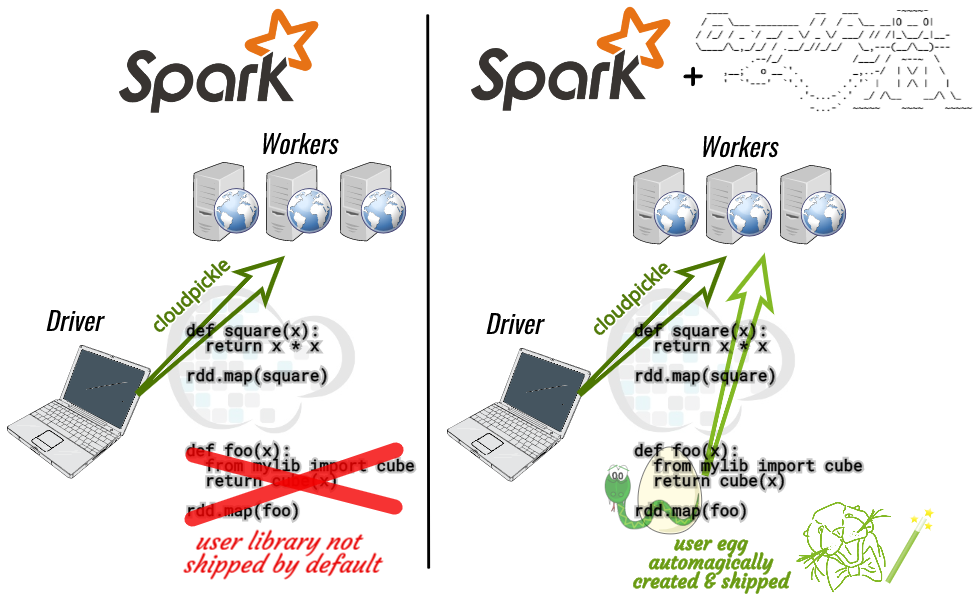 Spark
Workers
cloudpickle
Driver
def square(x):
return x * x
rdd.map(square)
def foo(x):
from mylib import cube
return cube(x)
rdd.map(foo)
user library not
shipped by default
Spark +
Workers
cloudpickle
Driver
def square(x):
return x * x
rdd.map(square)
def foo(x):
from mylib import cube
return cube(x)
rdd.map(foo)
user egg
automagically
created & shipped